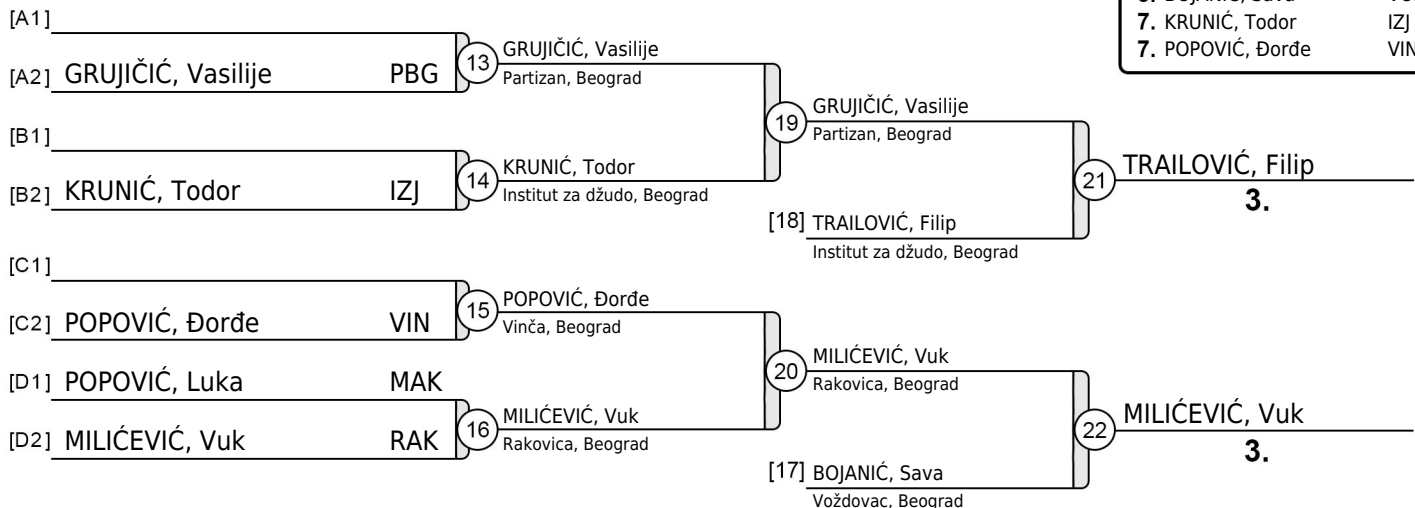 7. KRUNIĆ, Todor IZJ
7. POPOVIĆ, Đorđe VIN
[A1]
[A2] GRUJIČIĆ, Vasilije PBG
13
GRUJIČIĆ, Vasilije
Partizan, Beograd
[B1]
[B2] KRUNIĆ, Todor IZJ
14
KRUNIĆ, Todor
Institut za džudo, Beograd
19
GRUJIČIĆ, Vasilije
Partizan, Beograd
[18] TRAILOVIĆ, Filip
Institut za džudo, Beograd
21
TRAILOVIĆ, Filip
3.
[C1]
[C2] POPOVIĆ, Đorđe VIN
15
POPOVIĆ, Đorđe
Vinča, Beograd
[D1] POPOVIĆ, Luka MAK
[D2] MILIĆEVIĆ, Vuk RAK
16
MILIĆEVIĆ, Vuk
Rakovica, Beograd
20
MILIĆEVIĆ, Vuk
Rakovica, Beograd
[17] BOJANIĆ, Sava
Voždovac, Beograd
22
MILIĆEVIĆ, Vuk
3.